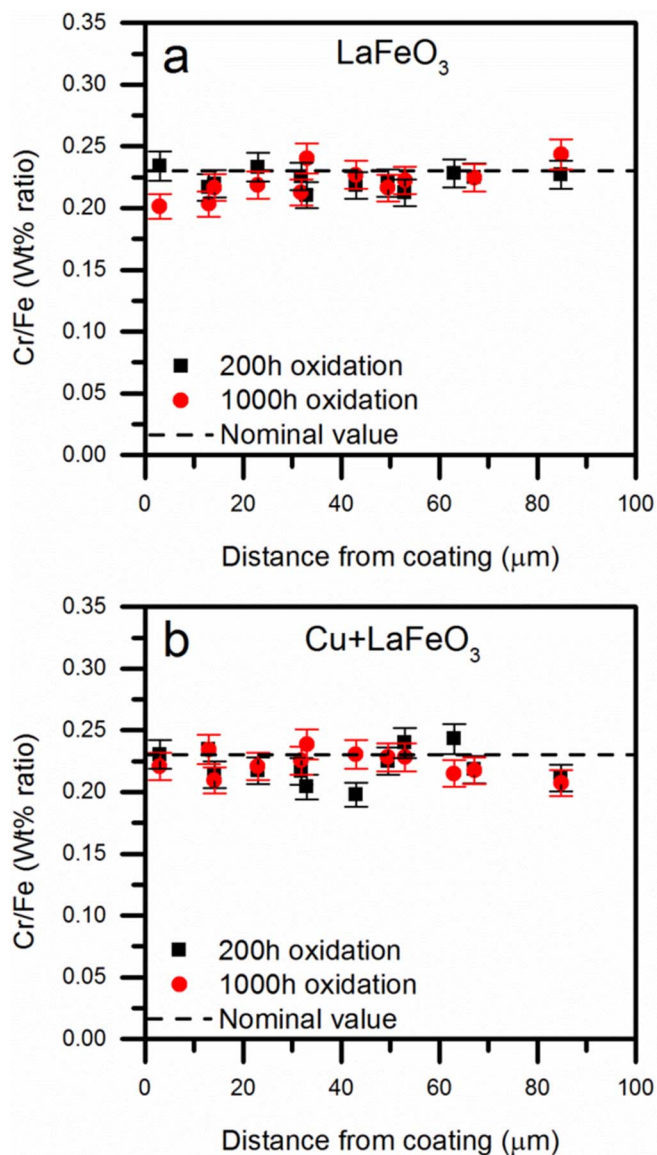 a
LaFeO3
0.35
0.30
0.25
0.20
0.15
0.10
0.05
0.00
Cr/Fe (Wt% ratio)
200h oxidation
1000h oxidation
Nominal value
0 20 40 60 80 100
Distance from coating (μm)
b
Cu+LaFeO3
0.35
0.30
0.25
0.20
0.15
0.10
0.05
0.00
Cr/Fe (Wt% ratio)
200h oxidation
1000h oxidation
Nominal value
0 20 40 60 80 100
Distance from coating (μm)